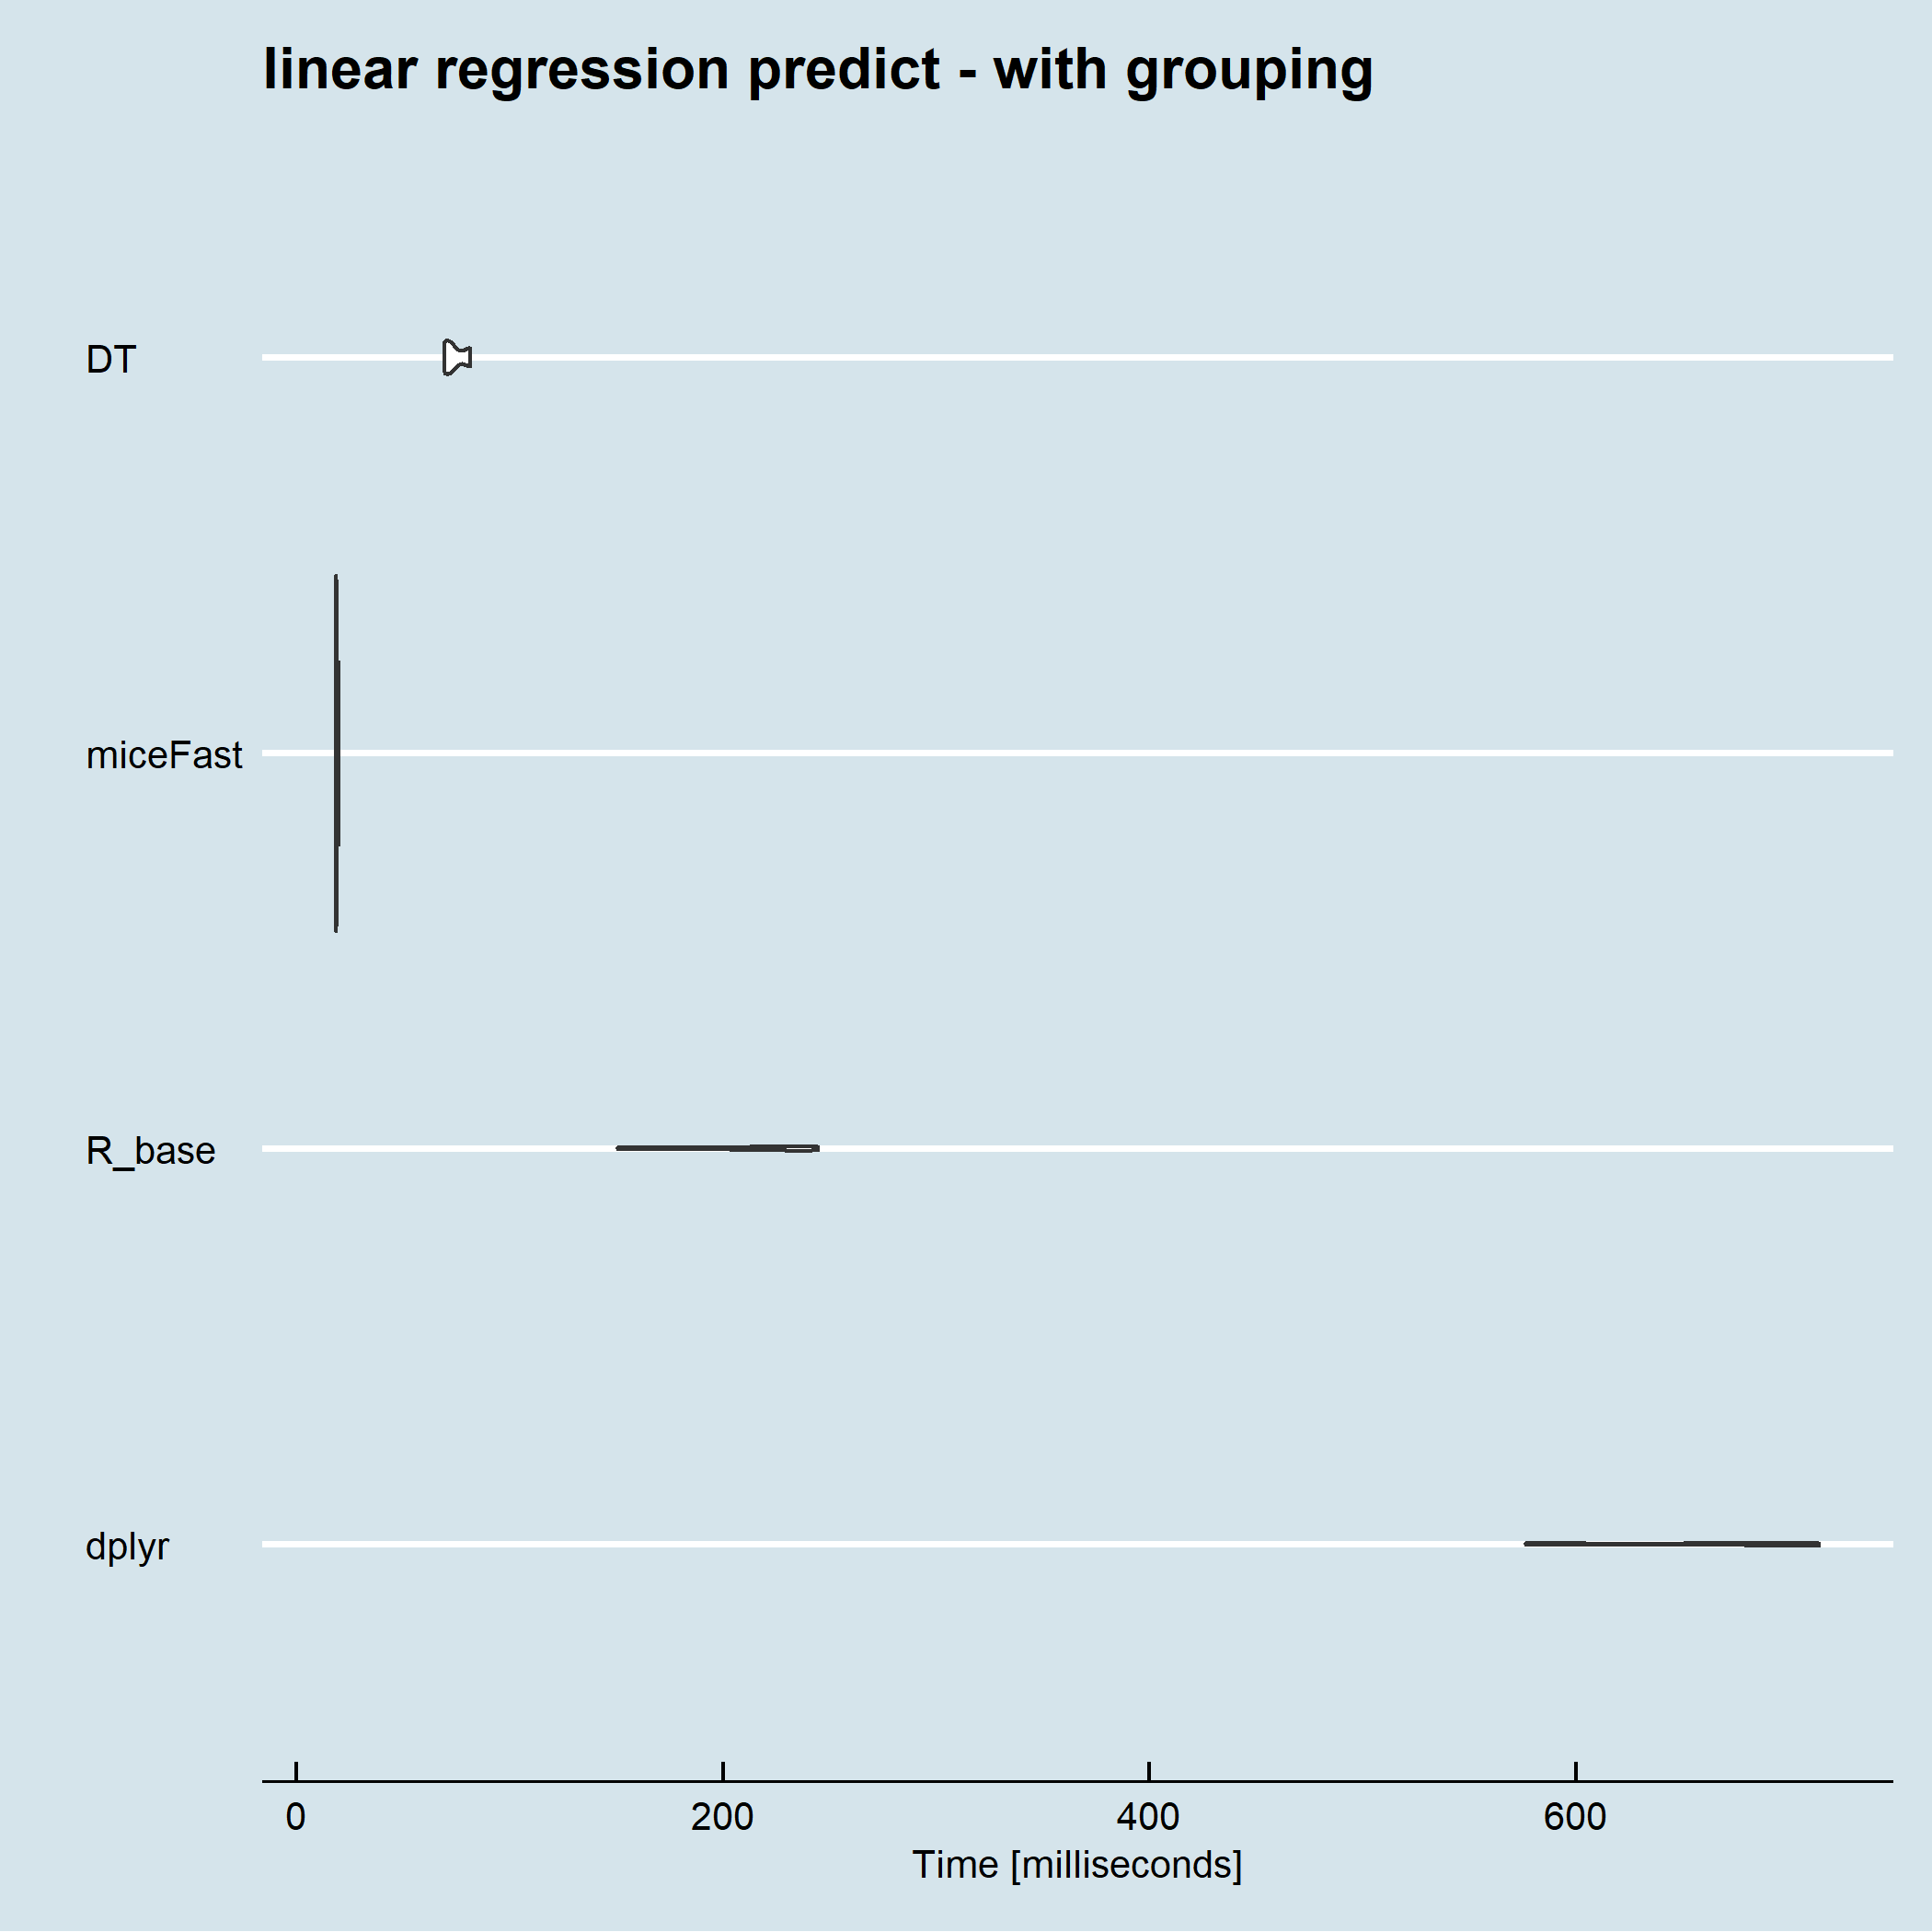 linear regression predict - with grouping
DT
miceFast
R_base
dplyr
0 200 400 600
Time [milliseconds]